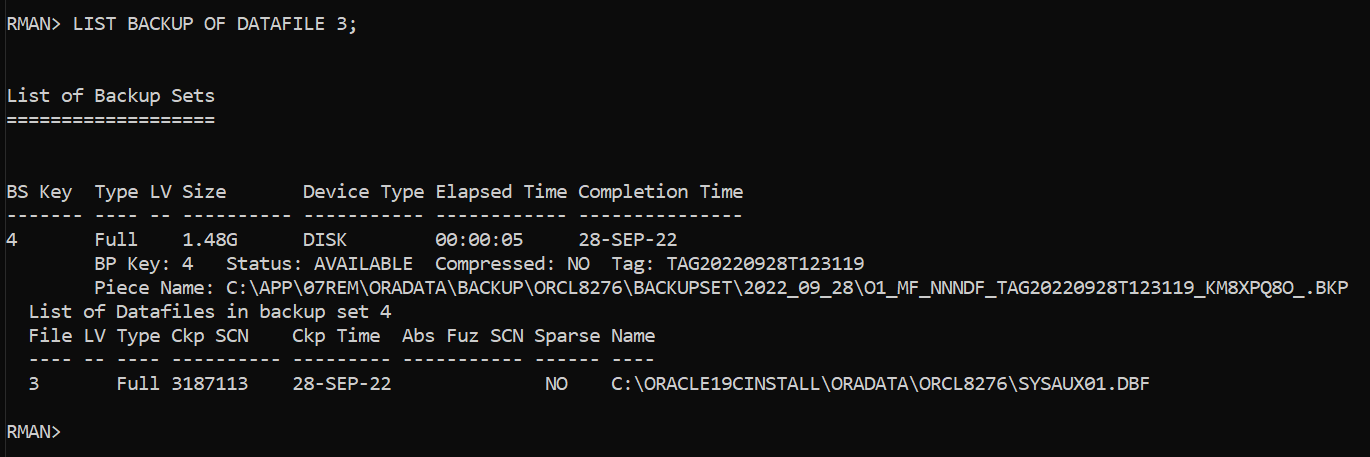 RMAN> LIST BACKUP OF DATAFILE 3;
List of Backup Sets
===================
BS Key  Type LV Size       Device Type Elapsed Time Completion Time
------- ---- -- ---------- ----------- ------------ ---------------
4       Full    1.48G      DISK        00:00:05     28-SEP-22
        BP Key: 4   Status: AVAILABLE  Compressed: NO  Tag: TAG20220928T123119
        Piece Name: C:\APP\07REM\ORADATA\BACKUP\ORCL8276\BACKUPSET\2022_09_28\O1_MF_NNNDF_TAG20220928T123119_KM8XPQ8O_.BKP
  List of Datafiles in backup set 4
  File LV Type Ckp SCN    Ckp Time  Abs Fuz SCN Sparse Name
  ---- -- ---- ---------- --------- ----------- ------ ----
  3       Full 3187113    28-SEP-22              NO    C:\ORACLE19CINSTALL\ORADATA\ORCL8276\SYSAUX01.DBF
RMAN>